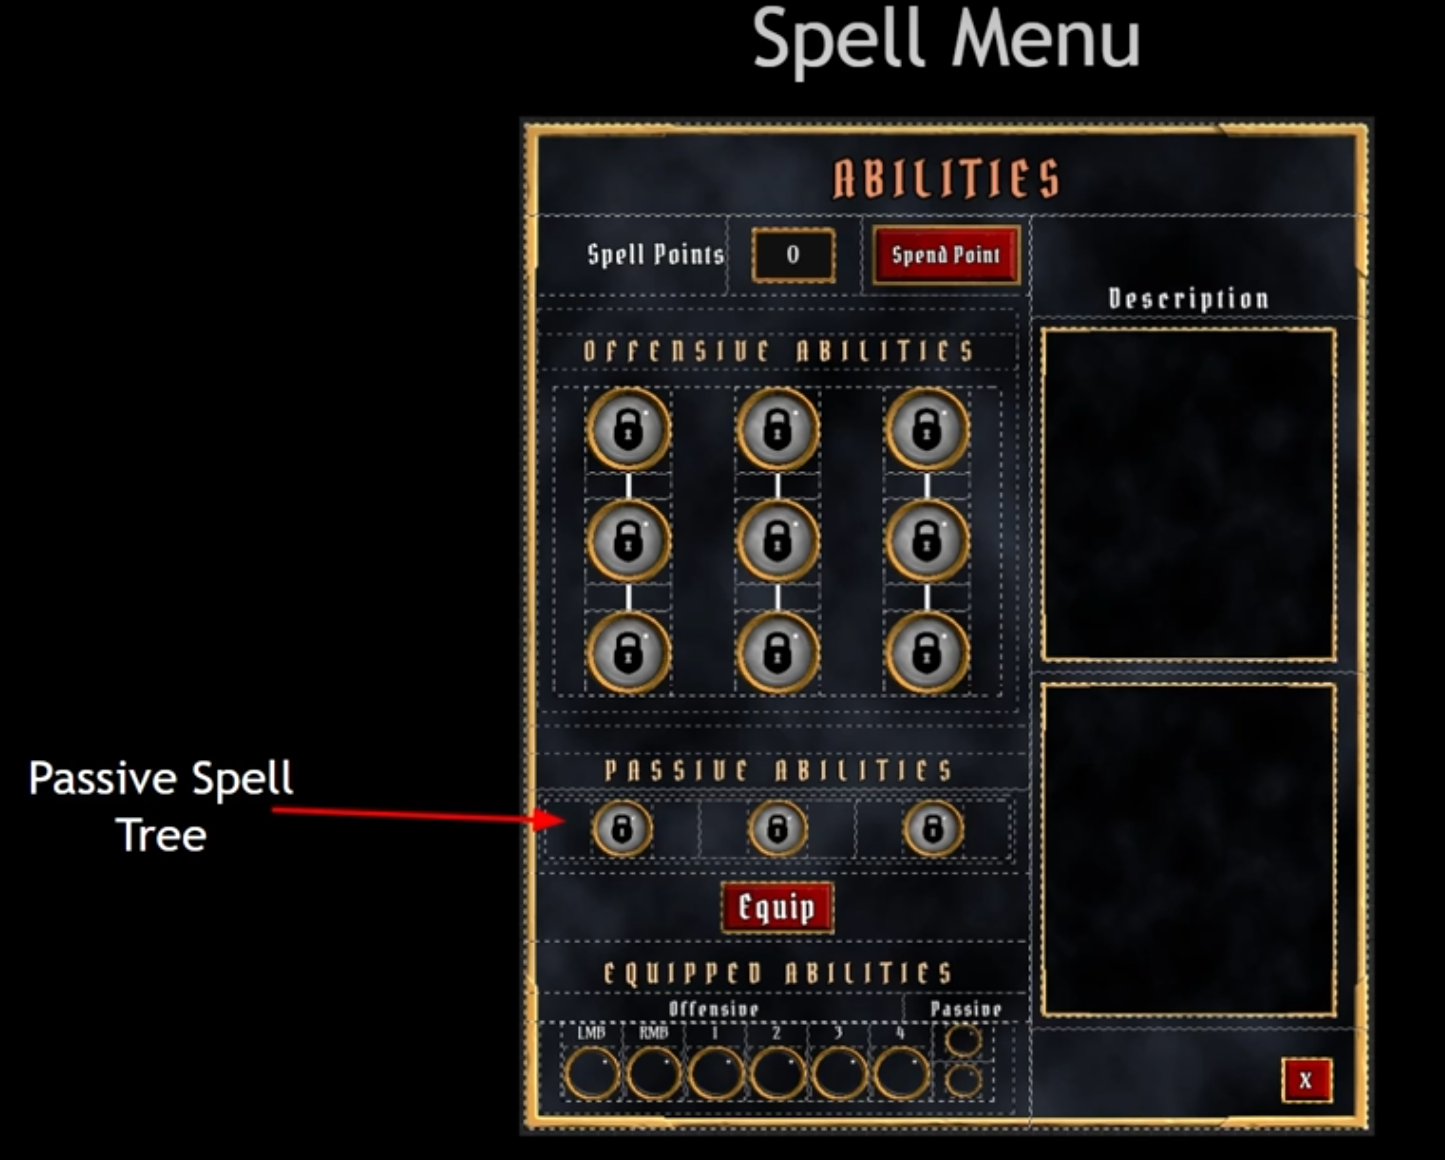 Spell Menu
ABILITIES
Spell Points 0 Spend Point
Description
OFFENSIVE ABILITIES
Passive Spell
Tree
PASSIVE ABILITIES
Equip
EQUIPPED ABILITIES
Offensive Passive
LMB RMB 1 2 3 4
X